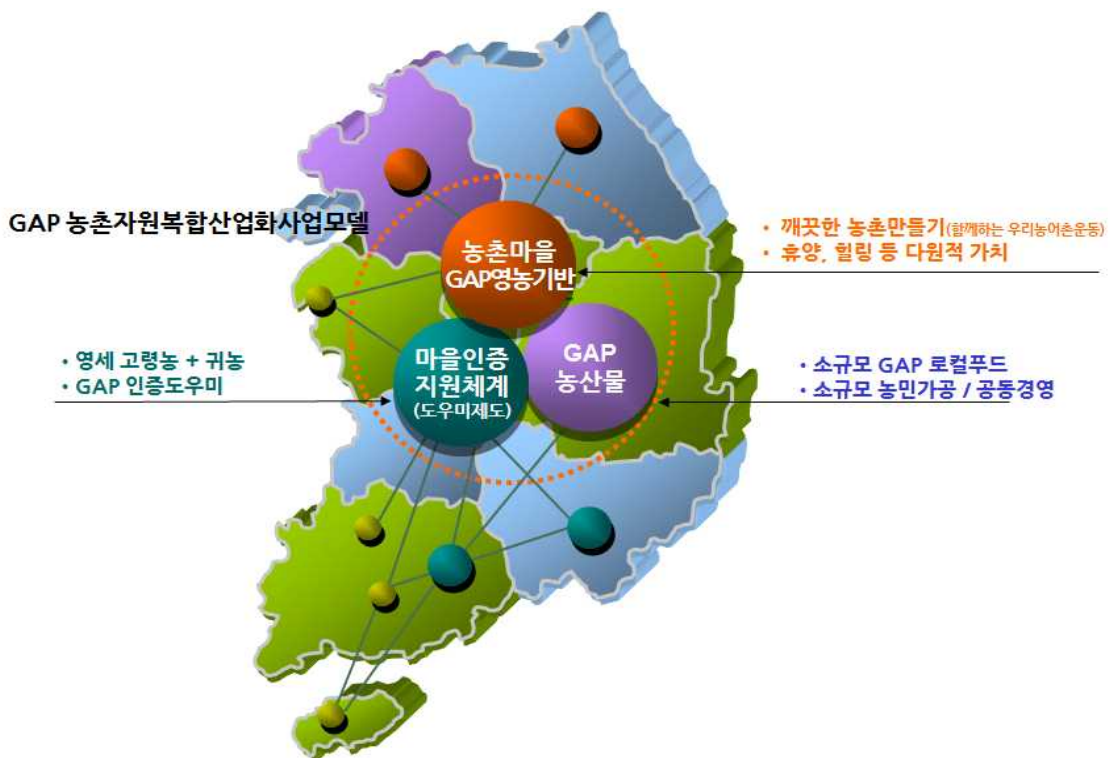 GAP 농촌자원복합산업화사업모델
농촌마을
GAP영농기반
• 깨끗한 농촌만들기(함께하는 우리농어촌운동)
• 휴양, 힐링 등 다원적 가치
• 영세 고령농 + 귀농
• GAP 인증도우미
마을인증
지원체계
(도우미제도)
GAP
농산물
• 소규모 GAP 로컬푸드
• 소규모 농민가공 / 공동경영